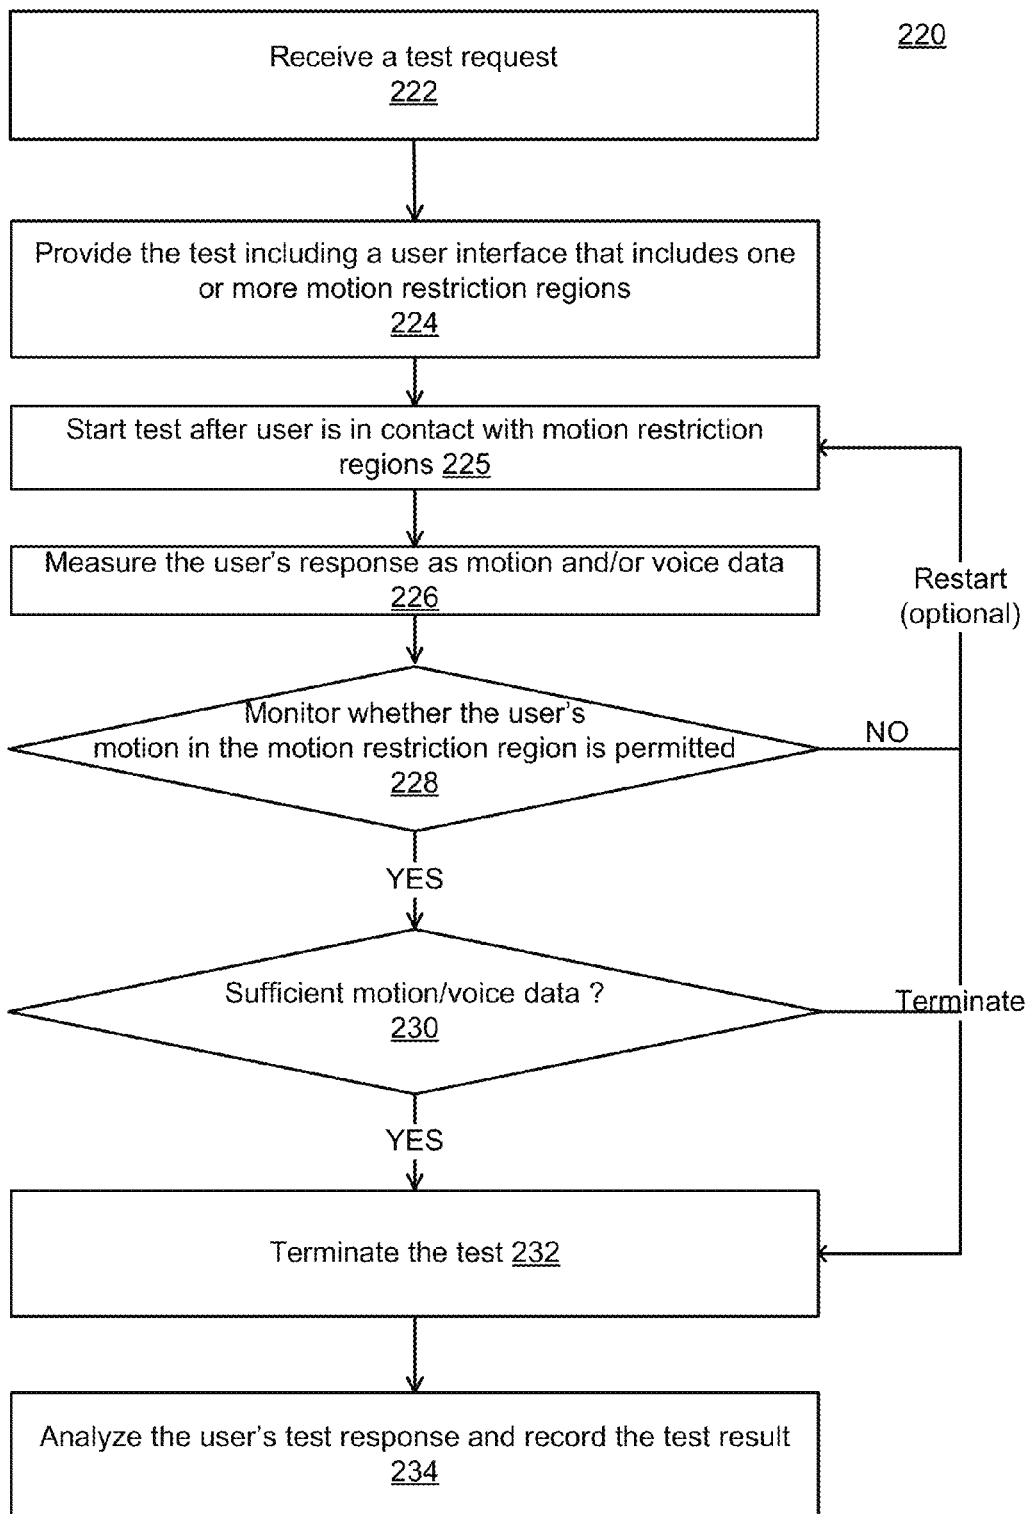 220
Receive a test request
222
Provide the test including a user interface that includes one
or more motion restriction regions
224
Start test after user is in contact with motion restriction
regions 225
Measure the user's response as motion and/or voice data
226
Restart
(optional)
Monitor whether the user's
motion in the motion restriction region is permitted
228
NO
YES
Sufficient motion/voice data ?
230
Terminate
YES
Terminate the test 232
Analyze the user's test response and record the test result
234